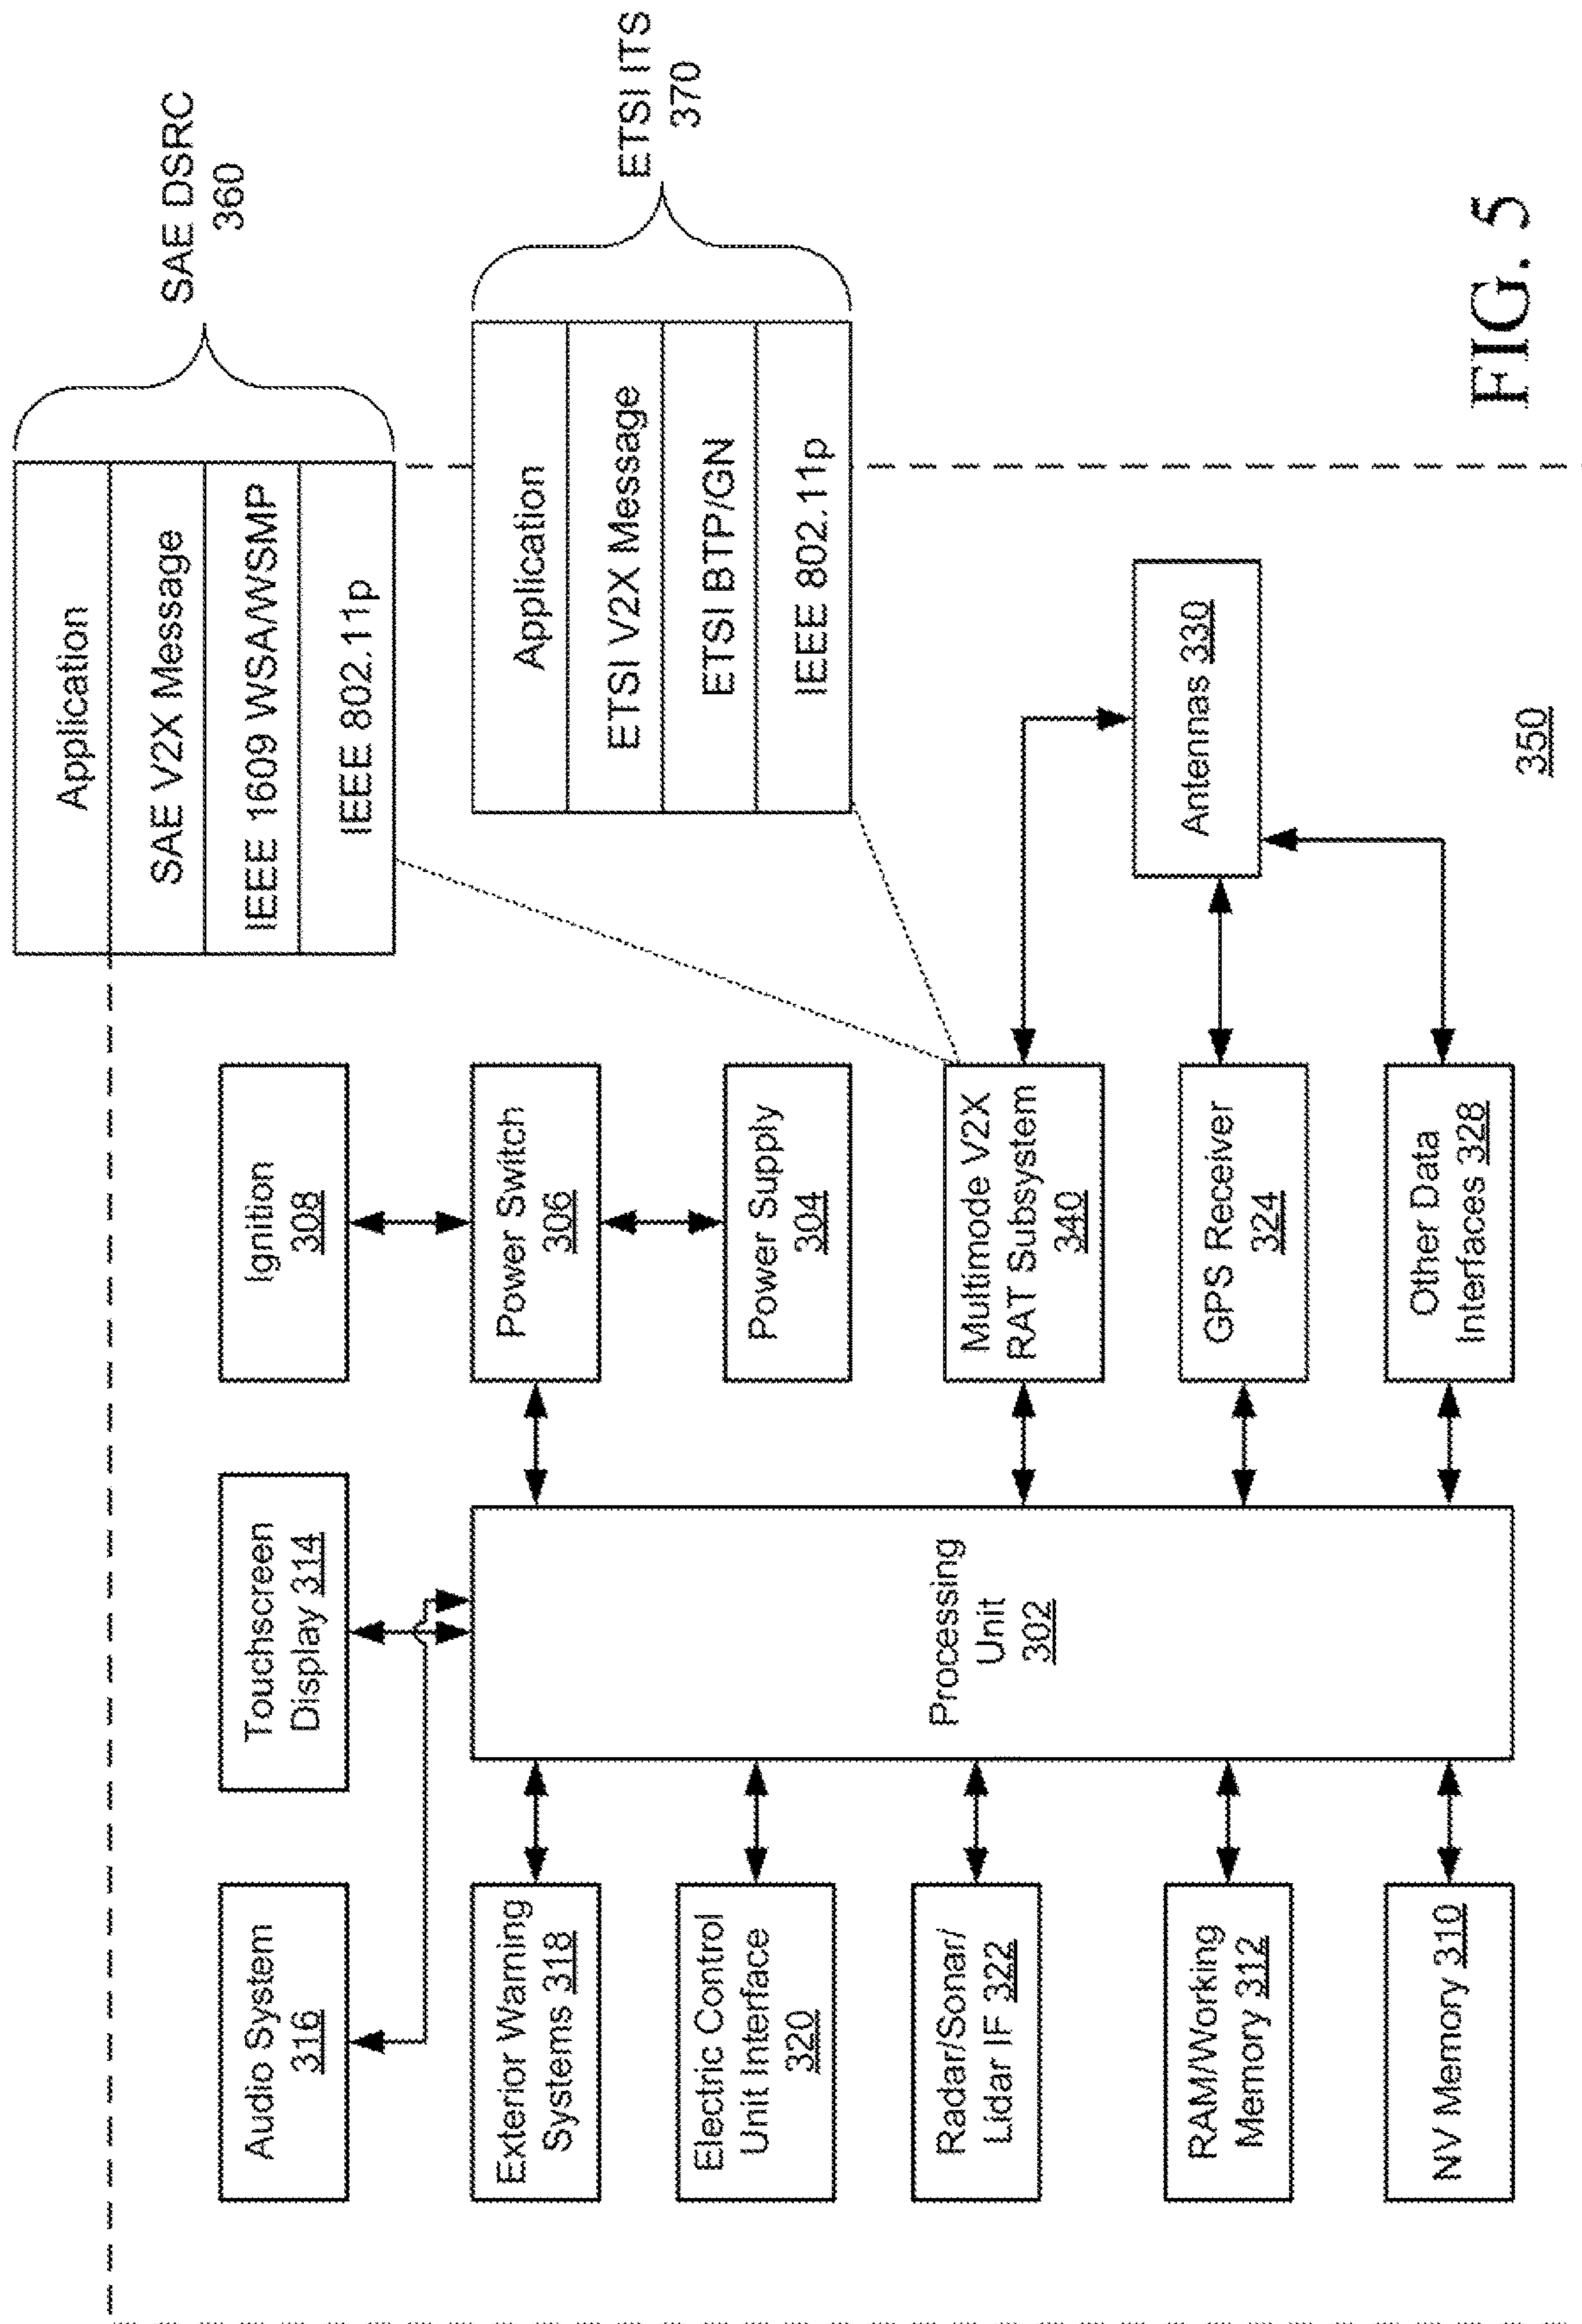 Audio System
316
Touchscreen
Display 314
Ignition
308
Exterior Warning
Systems 318
Electric Control
Unit Interface
320
Radar/Sonar/
Lidar IF 322
RAM/Working
Memory 312
NV Memory 310
Processing
Unit
302
Power Switch
306
Power Supply
304
Multimode V2X
RAT Subsystem
340
GPS Receiver
324
Other Data
Interfaces 328
Antennas 330
Application
SAE V2X Message
IEEE 1609 WSA/WSMP
IEEE 802.11p
SAE DSRC
360
Application
ETSI V2X Message
ETSI BTP/GN
IEEE 802.11p
ETSI ITS
370
350
FIG. 5